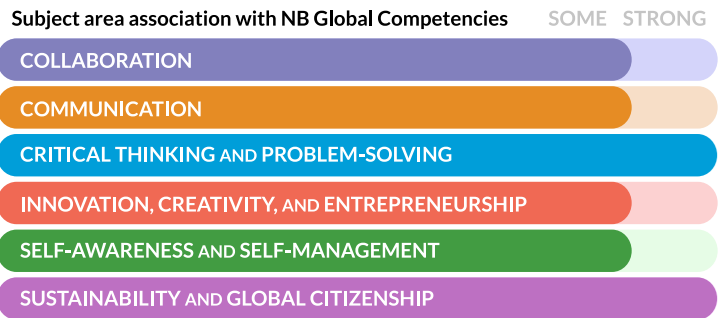 Subject area association with NB Global Competencies SOME STRONG
COLLABORATION
COMMUNICATION
CRITICAL THINKING AND PROBLEM-SOLVING
INNOVATION, CREATIVITY, AND ENTREPRENEURSHIP
SELF-AWARENESS AND SELF-MANAGEMENT
SUSTAINABILITY AND GLOBAL CITIZENSHIP